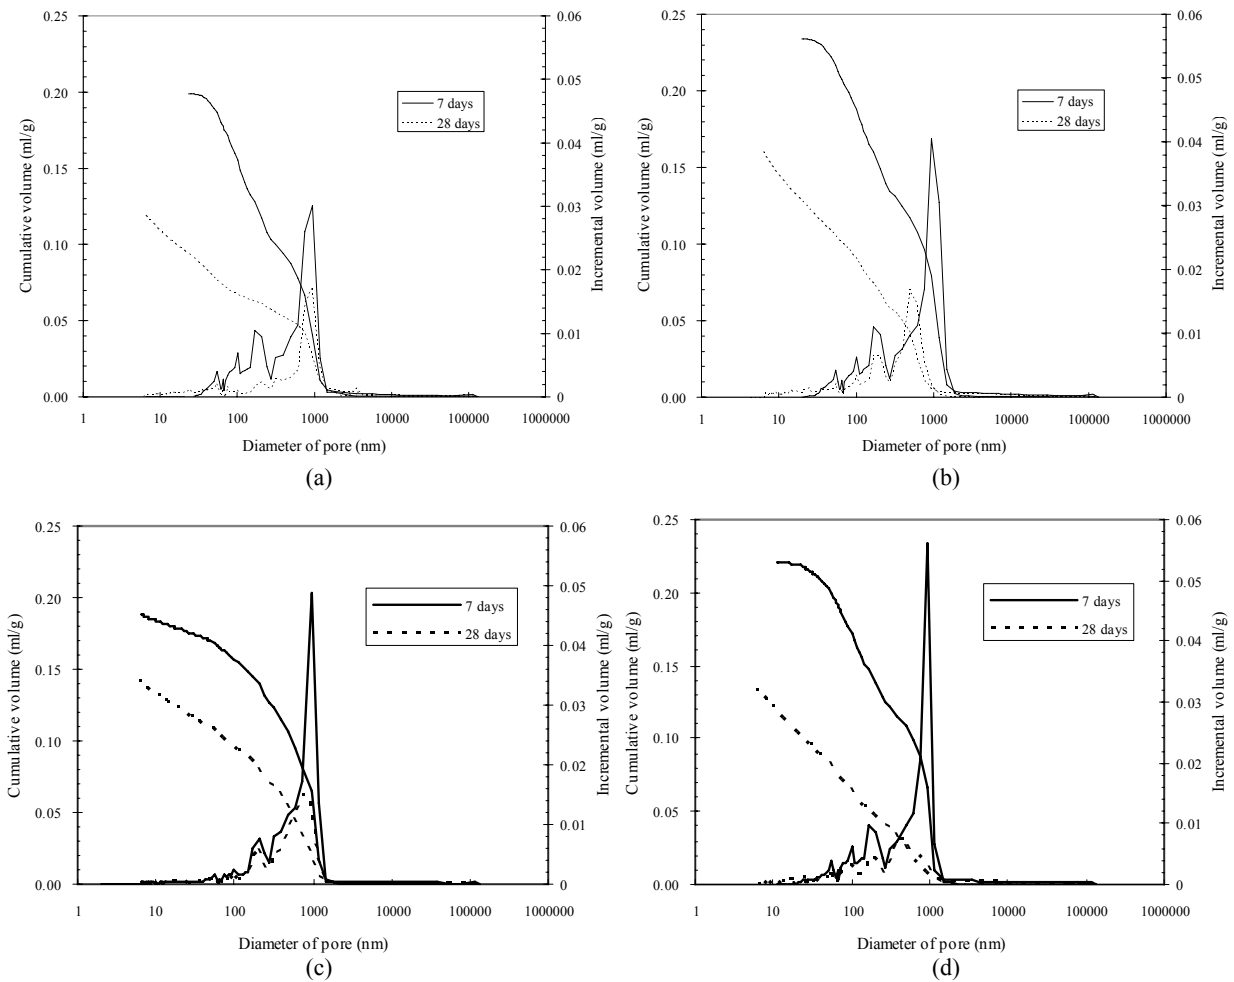 0.25
0.20
0.15
0.10
0.05
0.00
Cumulative volume (ml/g)
0.06
0.05
0.04
0.03
0.02
0.01
0
Incremental volume (ml/g)
7 days
28 days
1 10 100 1000 10000 100000 1000000
Diameter of pore (nm)
(a)
0.25
0.20
0.15
0.10
0.05
0.00
Cumulative volume (ml/g)
0.06
0.05
0.04
0.03
0.02
0.01
0
Incremental volume (ml/g)
7 days
28 days
1 10 100 1000 10000 100000 1000000
Diameter of pore (nm)
(b)
0.25
0.20
0.15
0.10
0.05
0.00
Cumulative volume (ml/g)
0.06
0.05
0.04
0.03
0.02
0.01
0
Incremental volume (ml/g)
7 days
28 days
1 10 100 1000 10000 100000 1000000
Diameter of pore (nm)
(c)
0.25
0.20
0.15
0.10
0.05
0.00
Cumulative volume (ml/g)
0.06
0.05
0.04
0.03
0.02
0.01
0
Incremental volume (ml/g)
7 days
28 days
1 10 100 1000 10000 100000 1000000
Diameter of pore (nm)
(d)